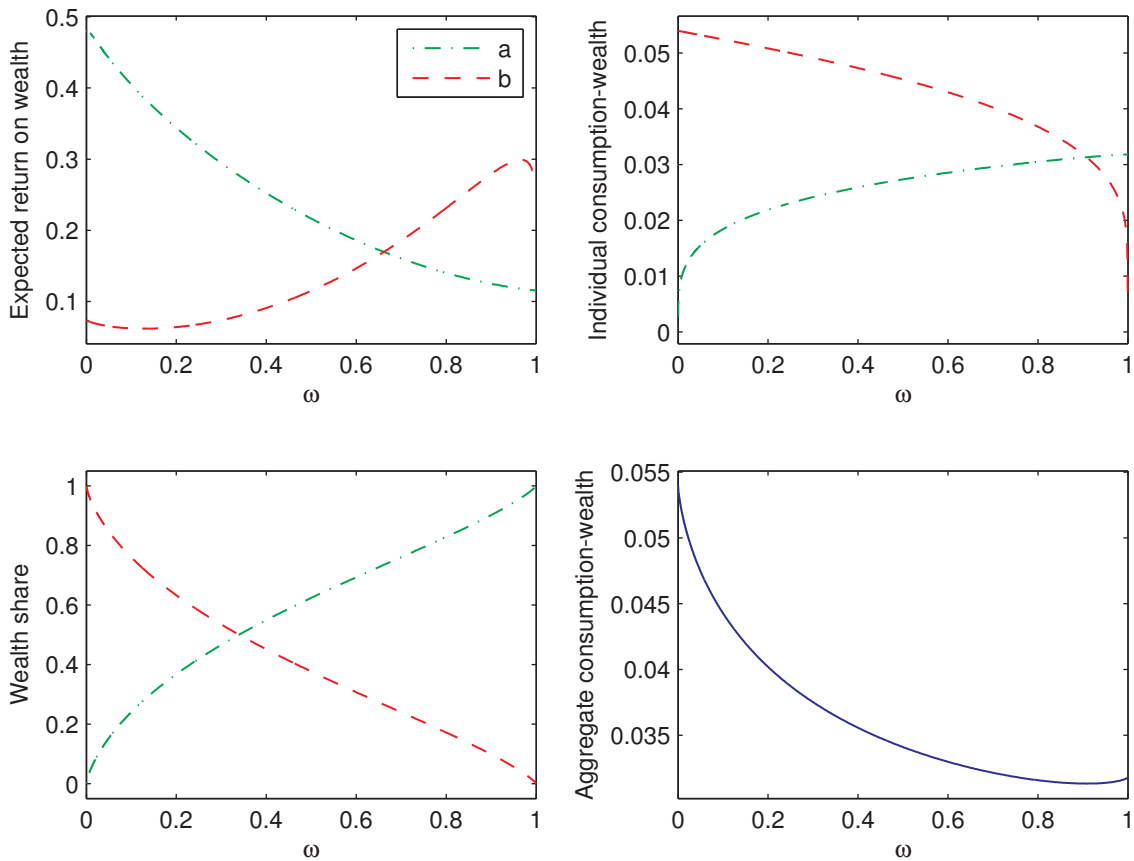 Expected return on wealth
0.5
0.4
0.3
0.2
0.1
0 0.2 0.4 0.6 0.8 1
ω
a
b
Individual consumption-wealth
0.05
0.04
0.03
0.02
0.01
0
0 0.2 0.4 0.6 0.8 1
ω
Wealth share
1
0.8
0.6
0.4
0.2
0
0 0.2 0.4 0.6 0.8 1
ω
Aggregate consumption-wealth
0.055
0.05
0.045
0.04
0.035
0 0.2 0.4 0.6 0.8 1
ω